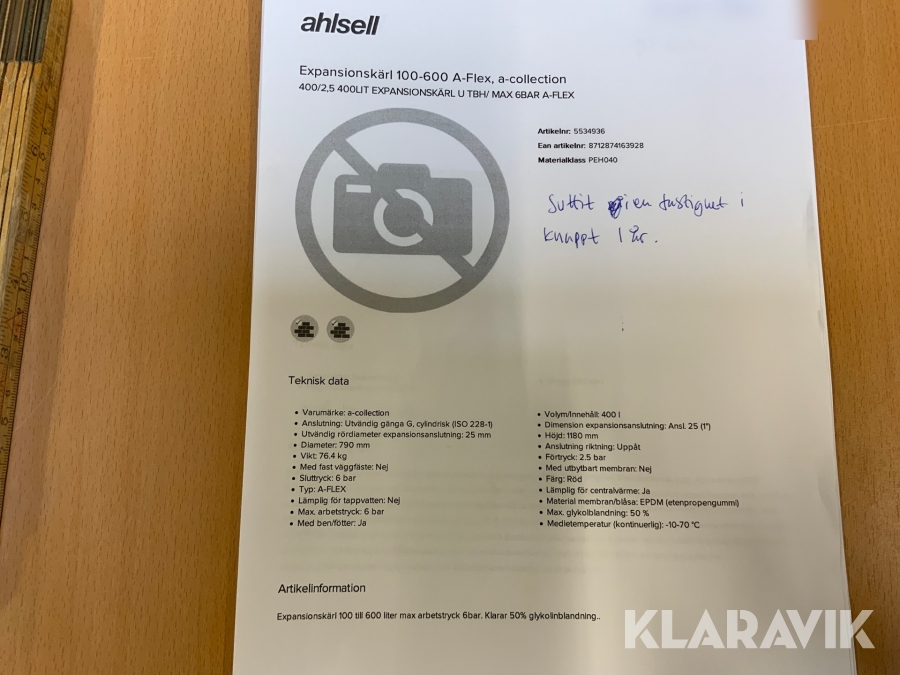 ahlsell
Expansionskärl 100-600 A-Flex, a-collection
400/2,5 400LIT EXPANSIONSKÄRL U TBH/ MAX 6BAR A-FLEX
Artikelnr: 5534936
Ean artikelnr: 8712874163928
Materialklass PEH040
Suttit i en fastighet i
knappt 1 år.
Teknisk data
• Varumärke: a-collection
• Anslutning: Utvändig gänga G, cylindrisk (ISO 228-1)
• Utvändig rördiameter expansionsanslutning: 25 mm
• Diameter: 790 mm
• Vikt: 76.4 kg
• Med fast väggfäste: Nej
• Sluttryck: 6 bar
• Typ: A-FLEX
• Lämplig för tappvatten: Nej
• Max. arbetstryck: 6 bar
• Med ben/fötter: Ja
• Volym/Innehåll: 400 l
• Dimension expansionsanslutning: Ansl. 25 (1")
• Höjd: 1180 mm
• Anslutning riktning: Uppåt
• Förtryck: 2.5 bar
• Med utbytbart membran: Nej
• Färg: Röd
• Lämplig för centralvärme: Ja
• Material membran/blåsa: EPDM (etenpropengummi)
• Max. glykolblandning: 50 %
• Medietemperatur (kontinuerlig): -10-70 °C
Artikelinformation
Expansionskärl 100 till 600 liter max arbetstryck 6bar. Klarar 50% glykolinblandning..
KLARAVIK